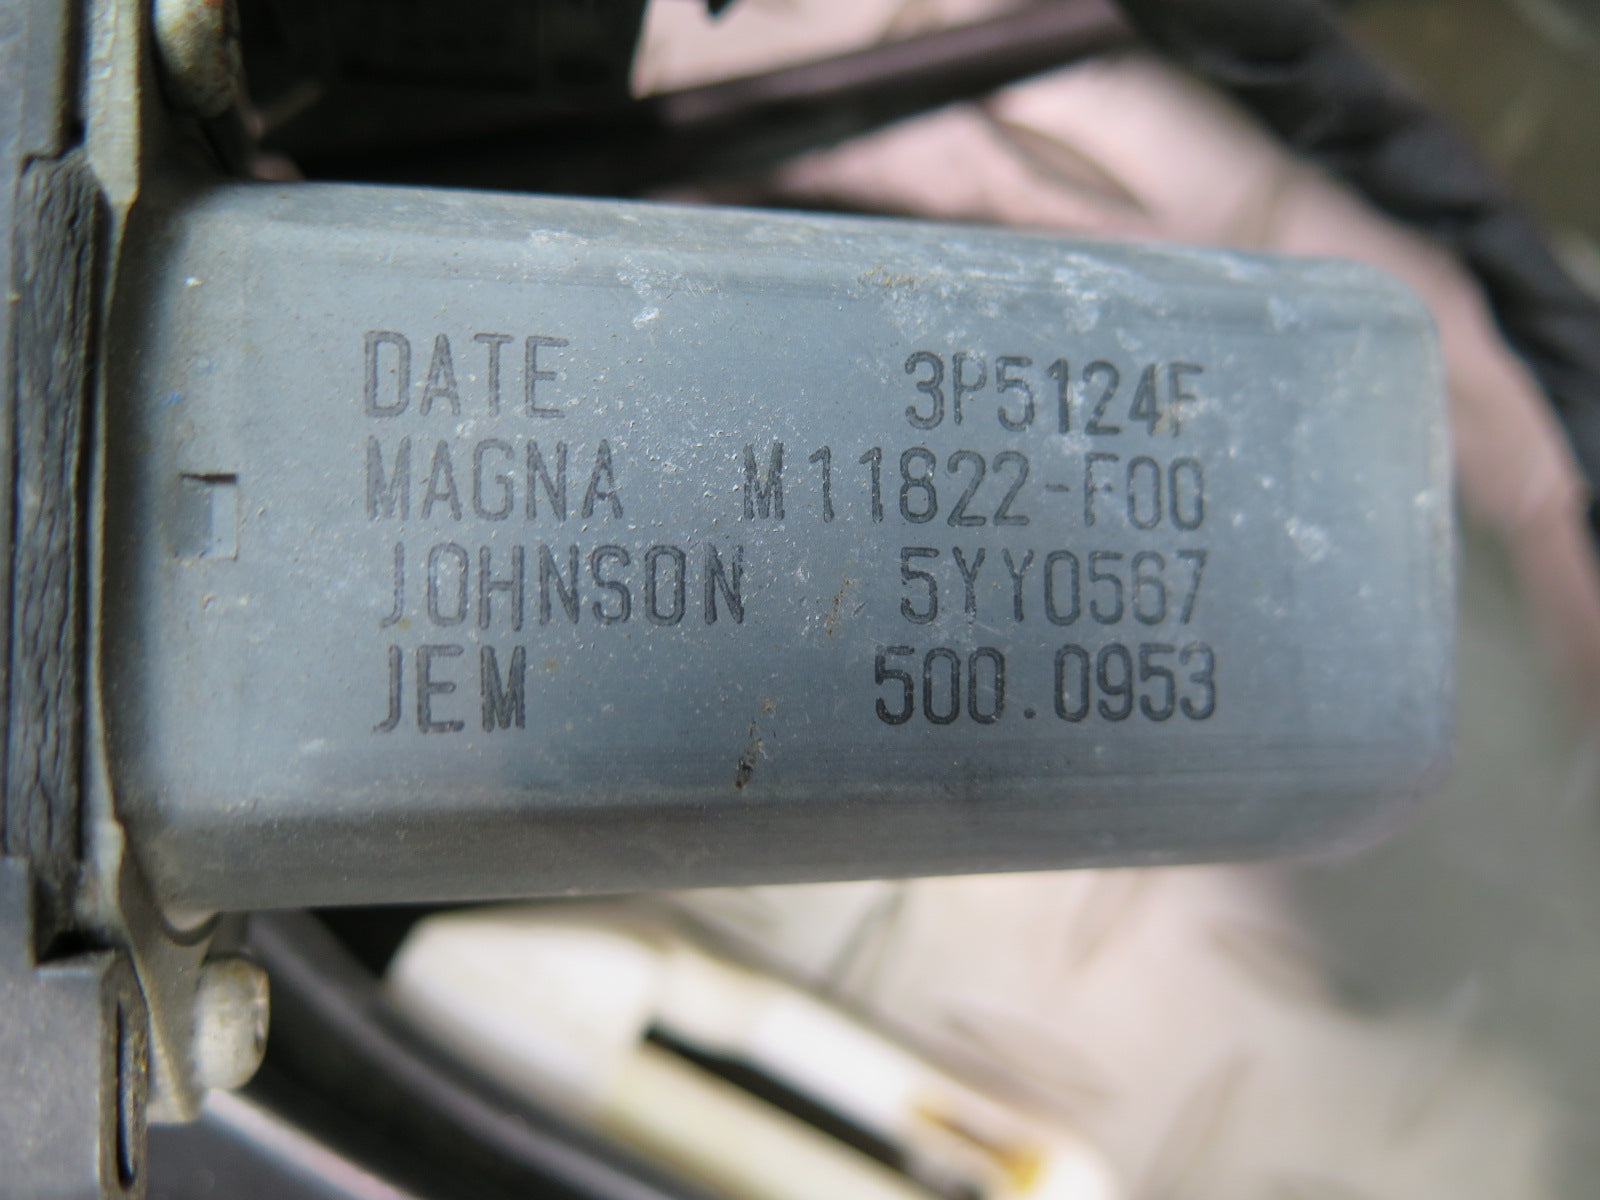 DATE 3P5124F
MAGNA M11822-F00
JOHNSON 5YY0567
JEM 500.0953